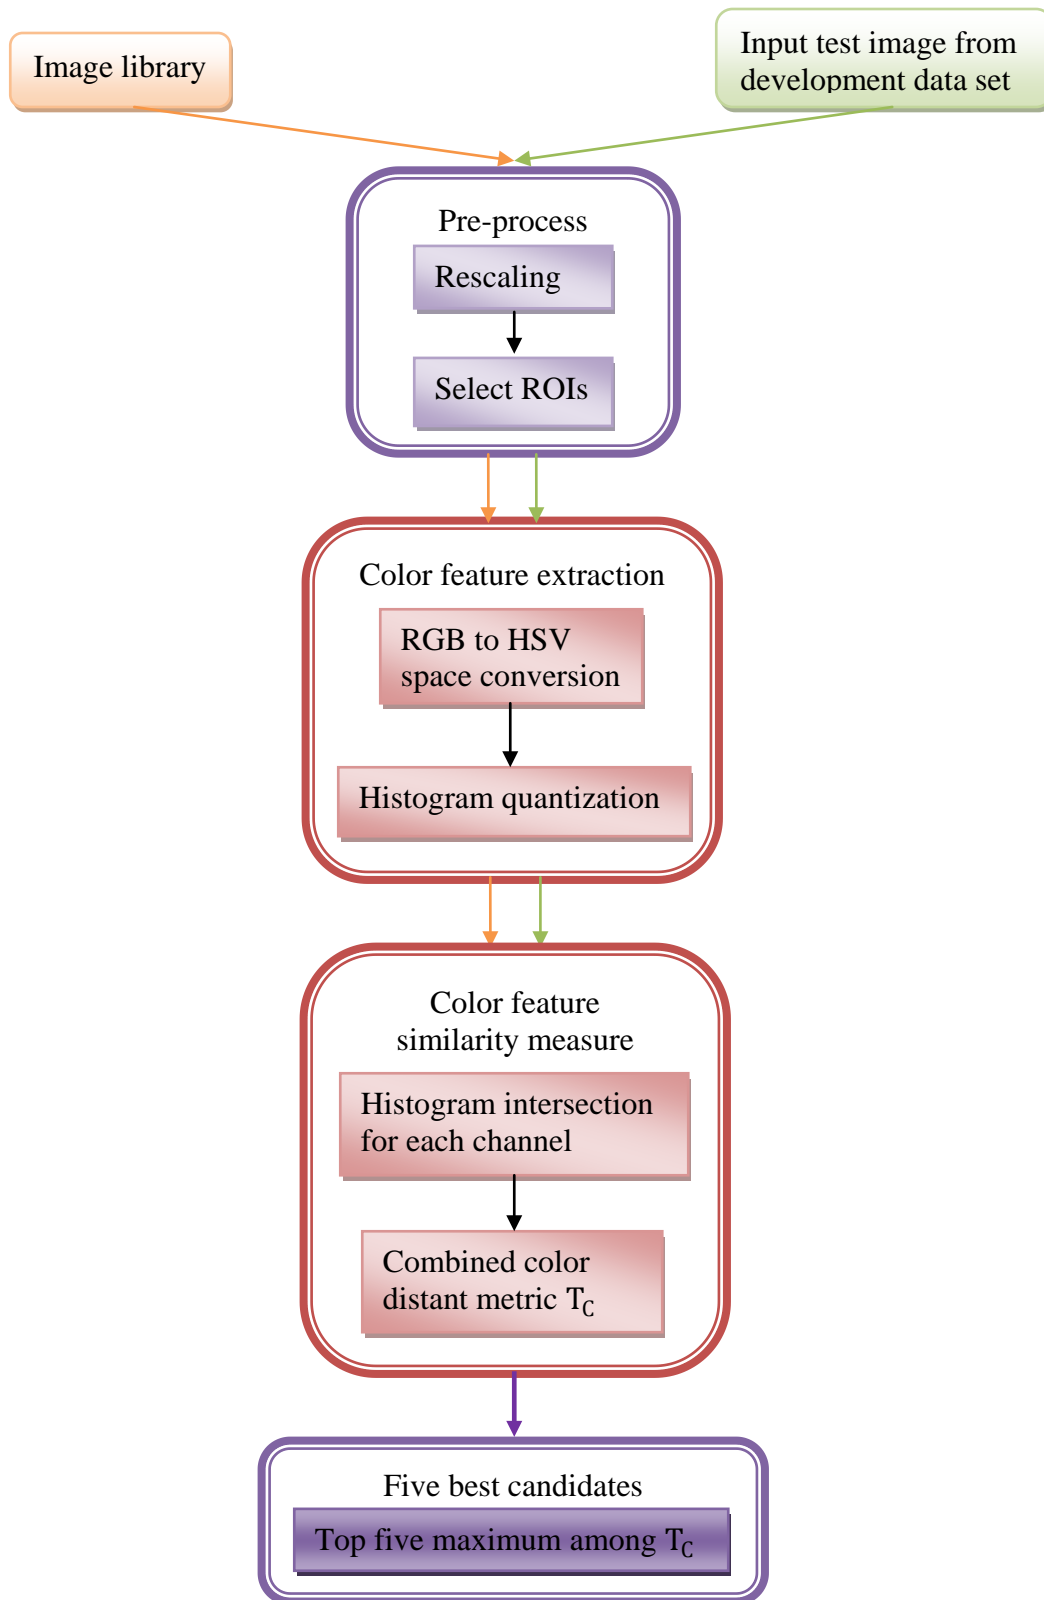 Image library
Input test image from
development data set
Pre-process
Rescaling
Select ROIs
Color feature extraction
RGB to HSV
space conversion
Histogram quantization
Color feature
similarity measure
Histogram intersection
for each channel
Combined color
distant metric T_C
Five best candidates
Top five maximum among T_C